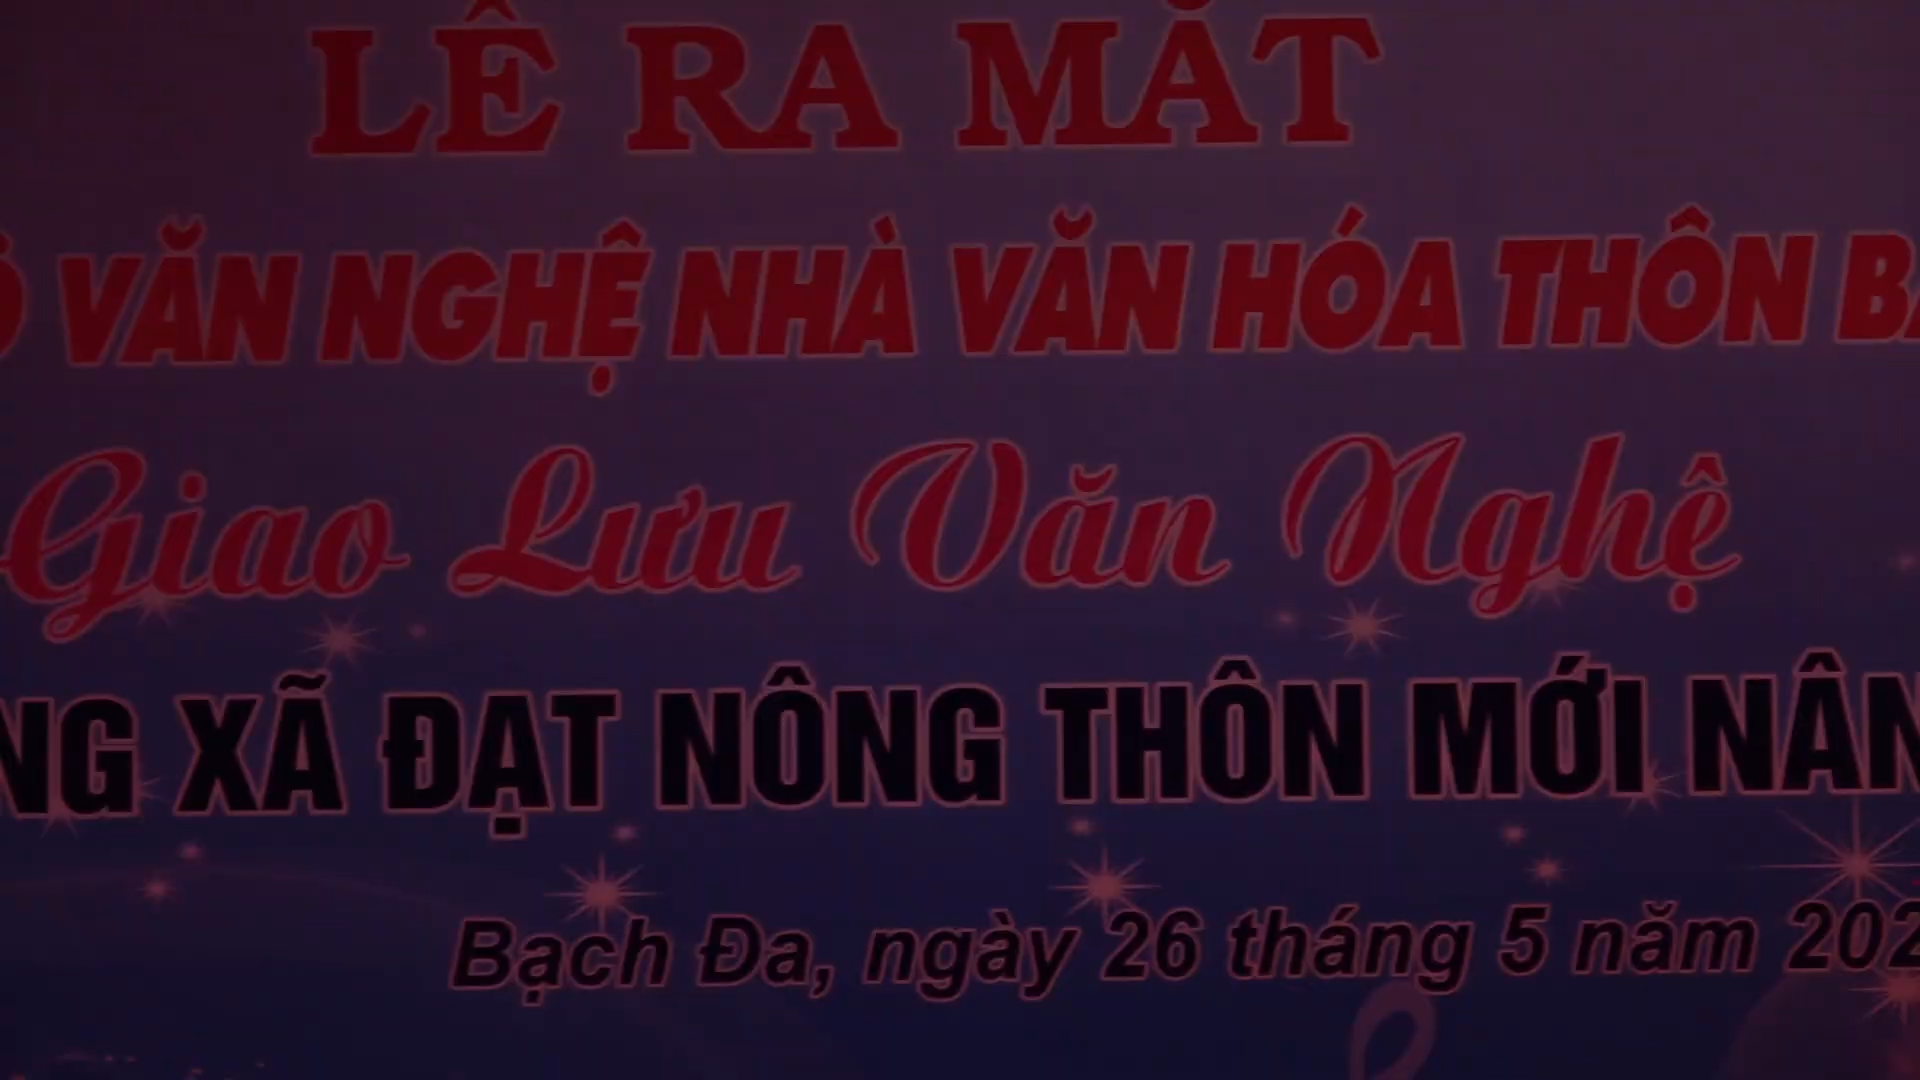 LỄ RA MẮT
VĂN NGHỆ NHÀ VĂN HÓA THÔN
Giao Lưu Văn Nghệ
XÃ ĐẠT NÔNG THÔN MỚI
Bạch Đa, ngày 26 tháng 5 năm